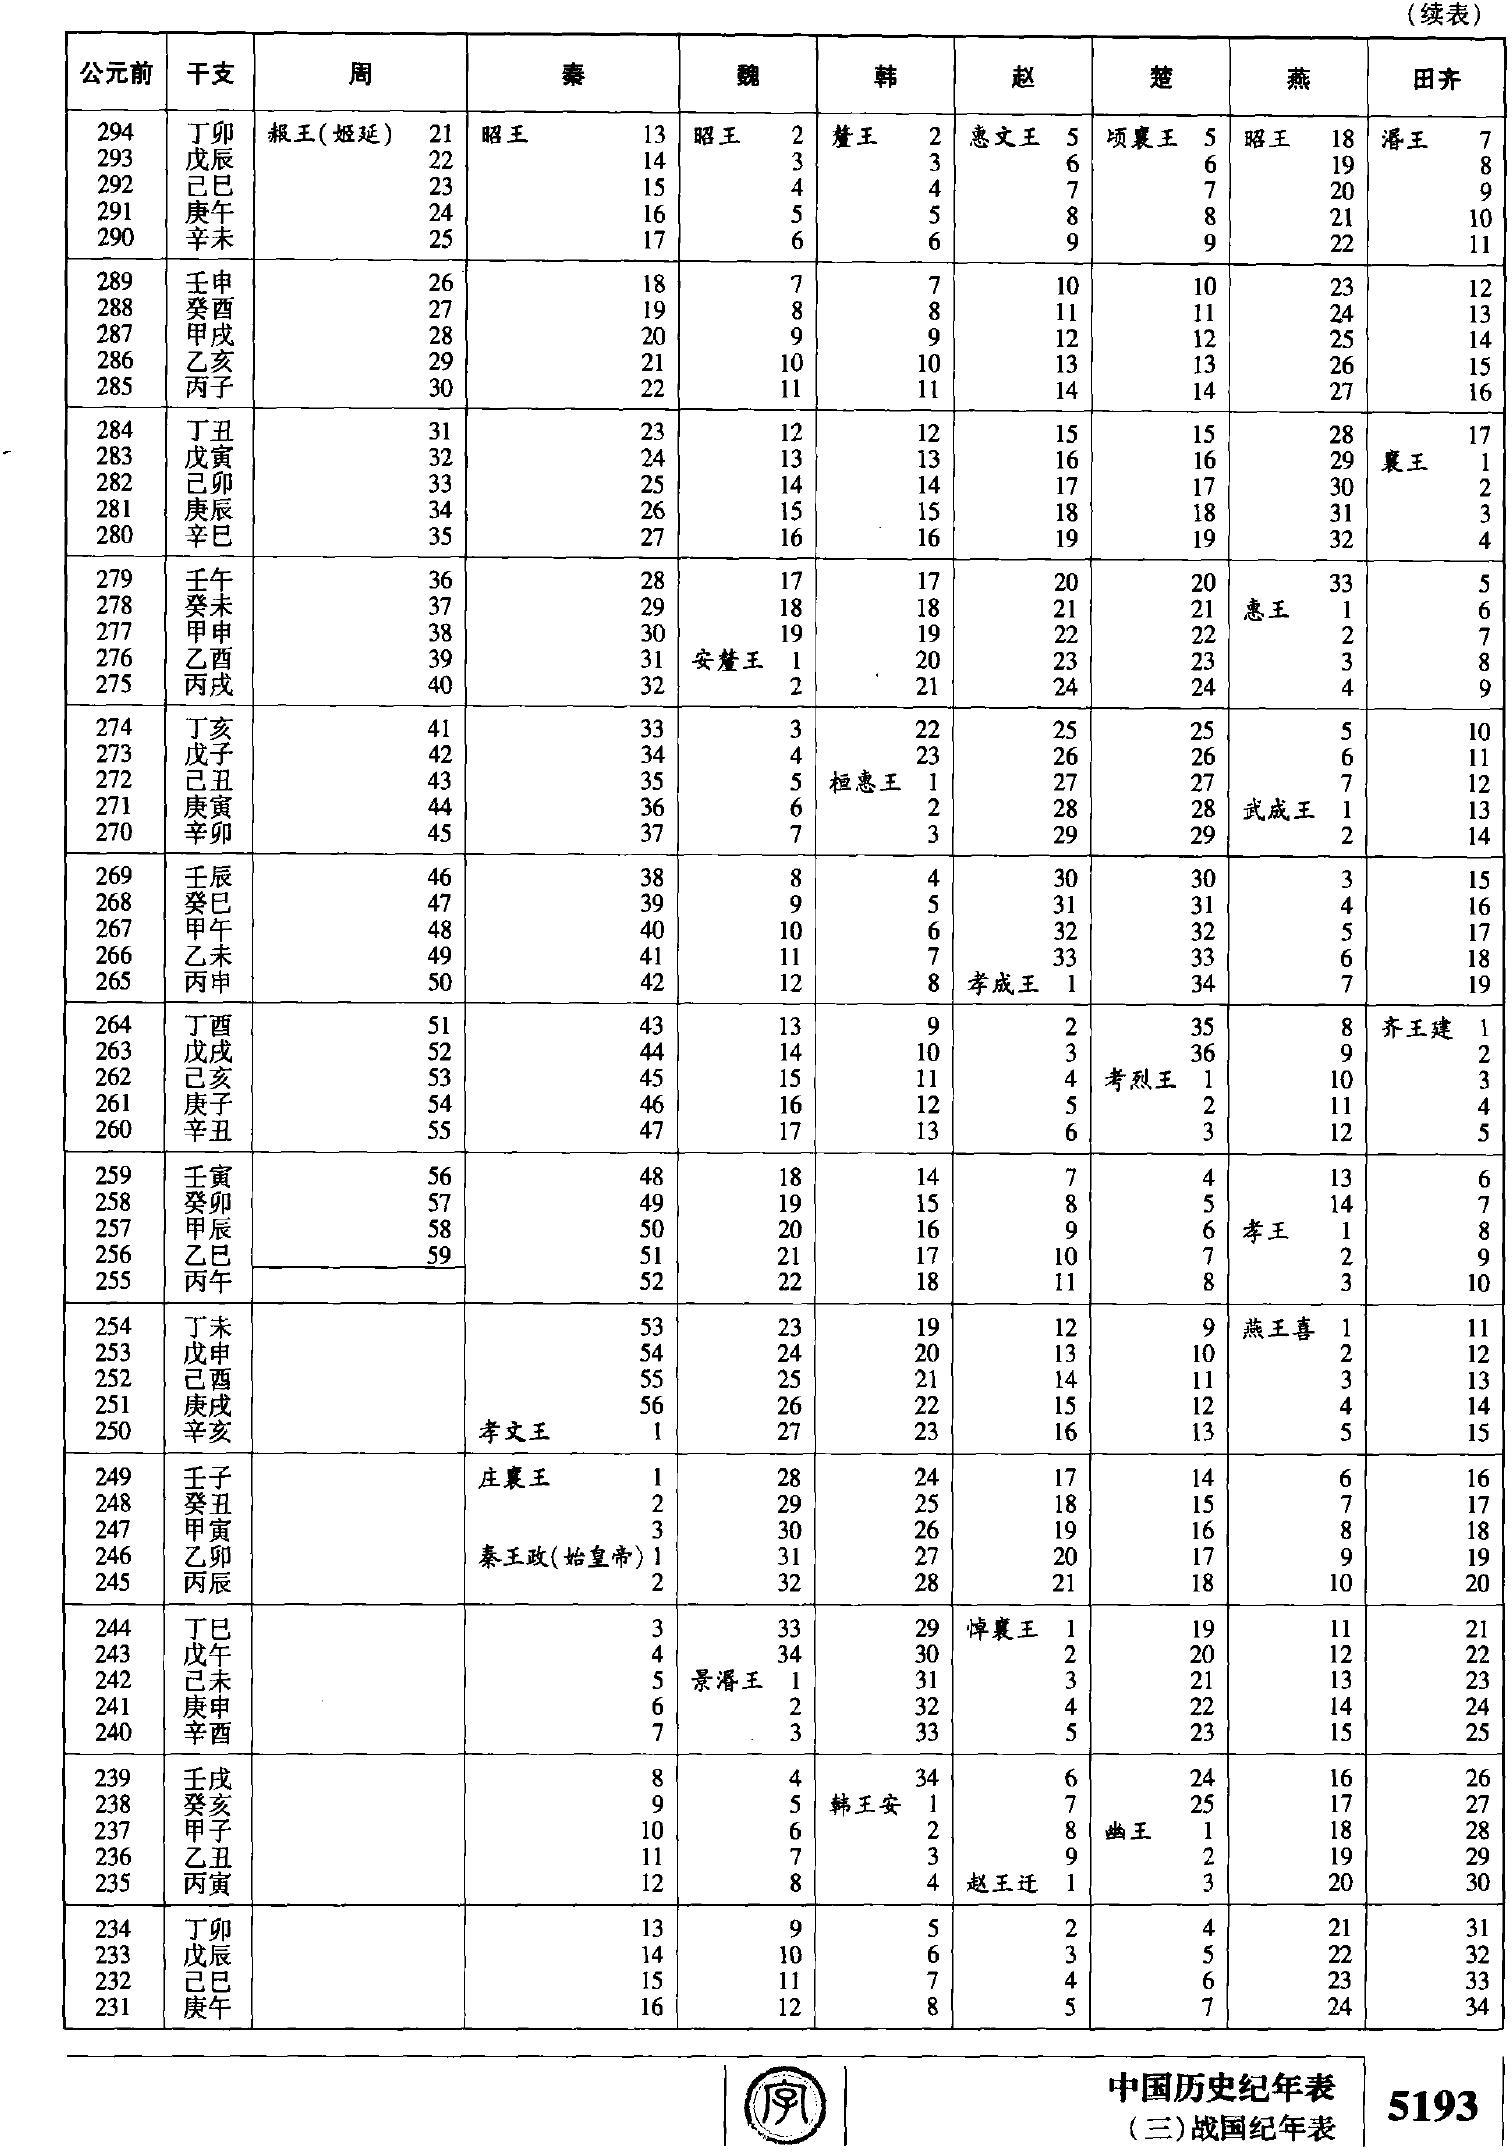 (续表)
公元前 干支 周 秦 魏 韩 赵 楚 燕 田齐
294 丁卯 赧王(姬延) 21 昭王 13 昭王 2 釐王 2 惠文王 5 顷襄王 5 昭王 18 湣王 7
293 戊辰 22 14 3 3 6 6 19 8
292 己巳 23 15 4 4 7 7 20 9
291 庚午 24 16 5 5 8 8 21 10
290 辛未 25 17 6 6 9 9 22 11
289 壬申 26 18 7 7 10 10 23 12
288 癸酉 27 19 8 8 11 11 24 13
287 甲戌 28 20 9 9 12 12 25 14
286 乙亥 29 21 10 10 13 13 26 15
285 丙子 30 22 11 11 14 14 27 16
284 丁丑 31 23 12 12 15 15 28 17
283 戊寅 32 24 13 13 16 16 29 襄王 1
282 己卯 33 25 14 14 17 17 30 2
281 庚辰 34 26 15 15 18 18 31 3
280 辛巳 35 27 16 16 19 19 32 4
279 壬午 36 28 17 17 20 20 33 5
278 癸未 37 29 18 18 21 21 惠王 1 6
277 甲申 38 30 19 19 22 22 2 7
276 乙酉 39 31 安釐王 1 20 23 23 3 8
275 丙戌 40 32 2 21 24 24 4 9
274 丁亥 41 33 3 22 25 25 5 10
273 戊子 42 34 4 23 26 26 6 11
272 己丑 43 35 5 桓惠王 1 27 27 7 12
271 庚寅 44 36 6 2 28 28 武成王 1 13
270 辛卯 45 37 7 3 29 29 2 14
269 壬辰 46 38 8 4 30 30 3 15
268 癸巳 47 39 9 5 31 31 4 16
267 甲午 48 40 10 6 32 32 5 17
266 乙未 49 41 11 7 33 33 6 18
265 丙申 50 42 12 8 孝成王 1 34 7 19
264 丁酉 51 43 13 9 2 35 8 齐王建 1
263 戊戌 52 44 14 10 3 36 9 2
262 己亥 53 45 15 11 4 考烈王 1 10 3
261 庚子 54 46 16 12 5 2 11 4
260 辛丑 55 47 17 13 6 3 12 5
259 壬寅 56 48 18 14 7 4 13 6
258 癸卯 57 49 19 15 8 5 14 7
257 甲辰 58 50 20 16 9 6 孝王 1 8
256 乙巳 59 51 21 17 10 7 2 9
255 丙午 52 22 18 11 8 3 10
254 丁未 53 23 19 12 9 燕王喜 1 11
253 戊申 54 24 20 13 10 2 12
252 己酉 55 25 21 14 11 3 13
251 庚戌 56 26 22 15 12 4 14
250 辛亥 孝文王 1 27 23 16 13 5 15
249 壬子 庄襄王 1 28 24 17 14 6 16
248 癸丑 2 29 25 18 15 7 17
247 甲寅 3 30 26 19 16 8 18
246 乙卯 秦王政(始皇帝) 1 31 27 20 17 9 19
245 丙辰 2 32 28 21 18 10 20
244 丁巳 3 33 29 悼襄王 1 19 11 21
243 戊午 4 34 30 2 20 12 22
242 己未 5 景湣王 1 31 3 21 13 23
241 庚申 6 2 32 4 22 14 24
240 辛酉 7 3 33 5 23 15 25
239 壬戌 8 4 34 6 24 16 26
238 癸亥 9 5 韩王安 1 7 25 17 27
237 甲子 10 6 2 8 幽王 1 18 28
236 乙丑 11 7 3 9 2 19 29
235 丙寅 12 8 4 赵王迁 1 3 20 30
234 丁卯 13 9 5 2 4 21 31
233 戊辰 14 10 6 3 5 22 32
232 己巳 15 11 7 4 6 23 33
231 庚午 16 12 8 5 7 24 34
字
中国历史纪年表
(三)战国纪年表
5193